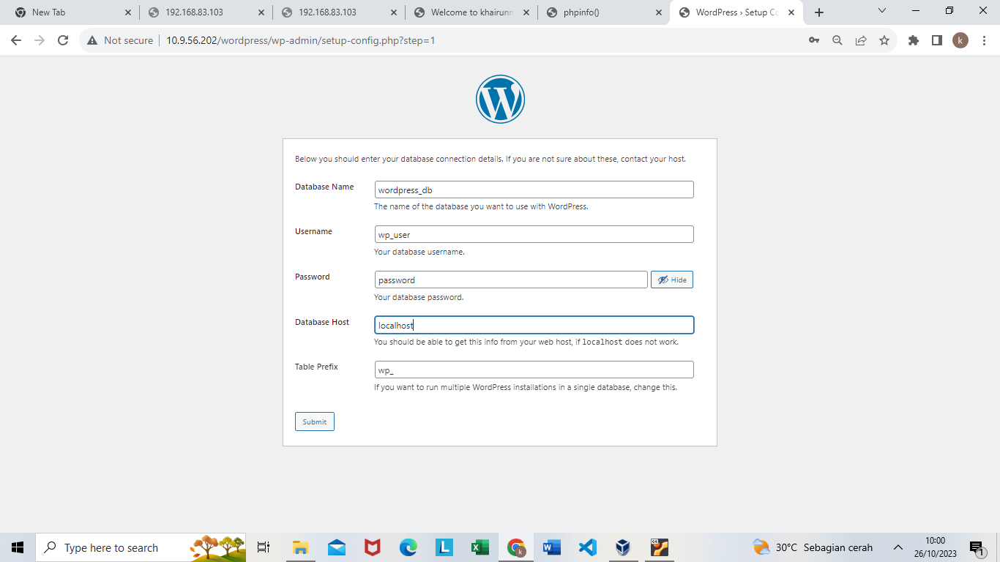 New Tab
192.168.83.103
192.168.83.103
Welcome to khairunn
phpinfo()
WordPress › Setup Co
Not secure
10.9.56.202/wordpress/wp-admin/setup-config.php?step=1
k
W
Below you should enter your database connection details. If you are not sure about these, contact your host.
Database Name
wordpress_db
The name of the database you want to use with WordPress.
Username
wp_user
Your database username.
Password
password
Hide
Your database password.
Database Host
localhost
You should be able to get this info from your web host, if localhost does not work.
Table Prefix
wp_
If you want to run multiple WordPress installations in a single database, change this.
Submit
Type here to search
L
k
64
30°C Sebagian cerah
10:00
26/10/2023
1